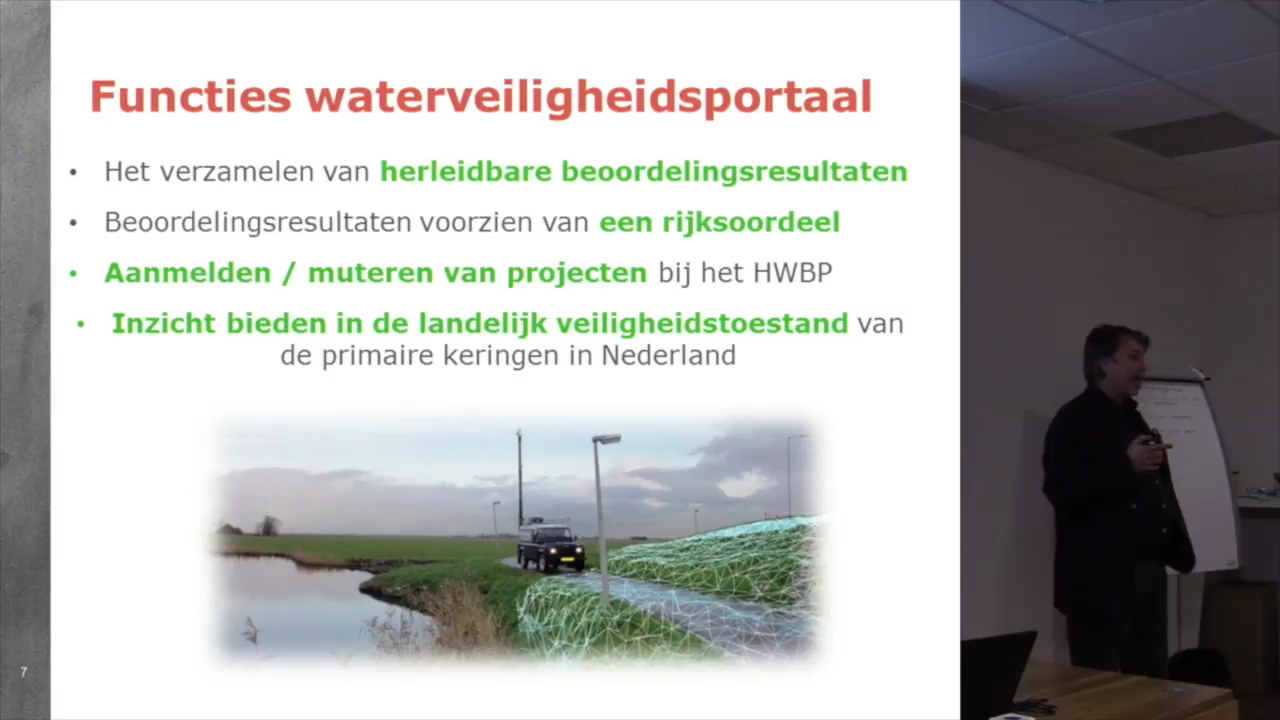 Functies waterveiligheidsportaal
• Het verzamelen van herleidbare beoordelingsresultaten
• Beoordelingsresultaten voorzien van een rijksoordeel
• Aanmelden / muteren van projecten bij het HWBP
• Inzicht bieden in de landelijk veiligheidstoestand van
de primaire keringen in Nederland
7